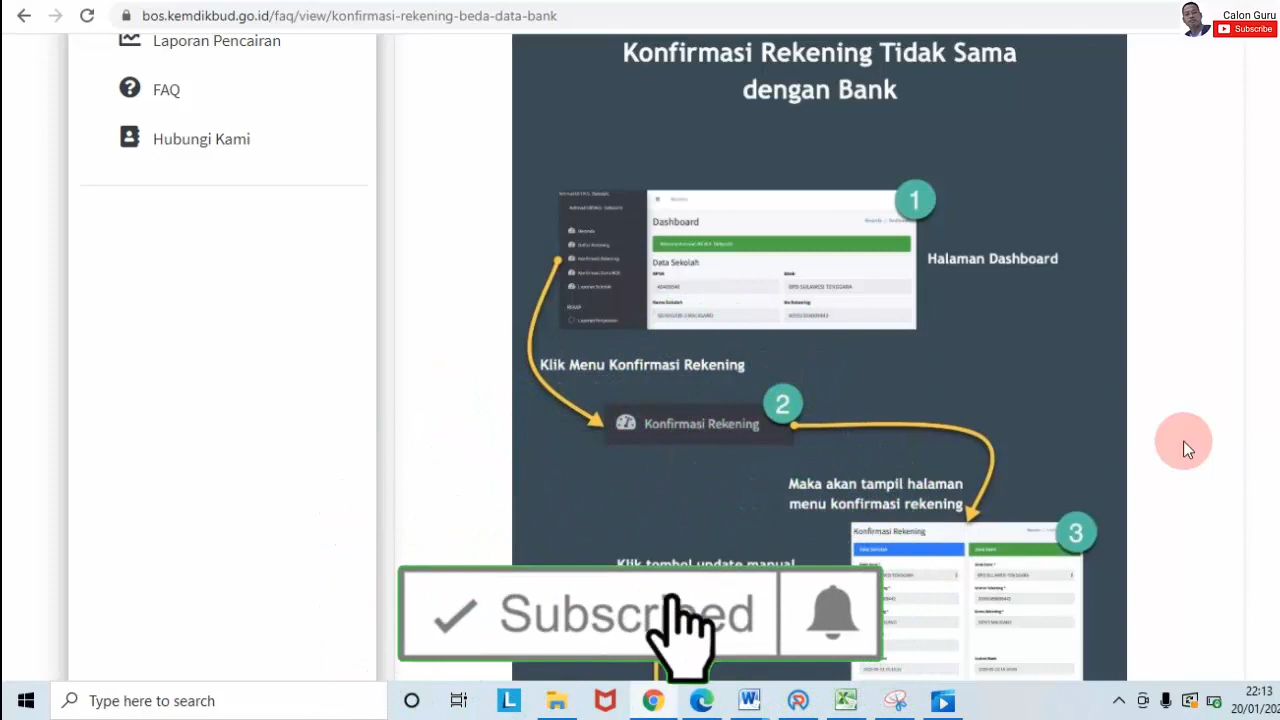 bos.kemdikbud.go.id/faq/view/konfirmasi-rekening-beda-data-bank
Calon Guru
Subscribe
Laporan Pencairan
FAQ
Hubungi Kami
Konfirmasi Rekening Tidak Sama
dengan Bank
1
Dashboard
Data Sekolah
BPD SULAWESI TENGGARA
Halaman Dashboard
Klik Menu Konfirmasi Rekening
2
Konfirmasi Rekening
Maka akan tampil halaman
menu konfirmasi rekening
3
Konfirmasi Rekening
Klik tombol update manual
Subscribed
Type here to search
22:13
20/01/202